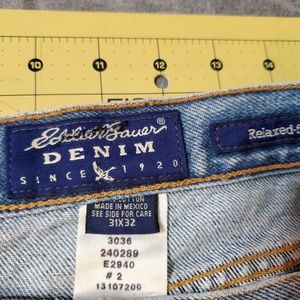 10 11 12 13 14
Eddie Bauer®
DENIM
SINCE 1920
Relaxed
COTTON
MADE IN MEXICO
SEE SIDE FOR CARE
31X32
3036
240289
E2940
# 2
13107200